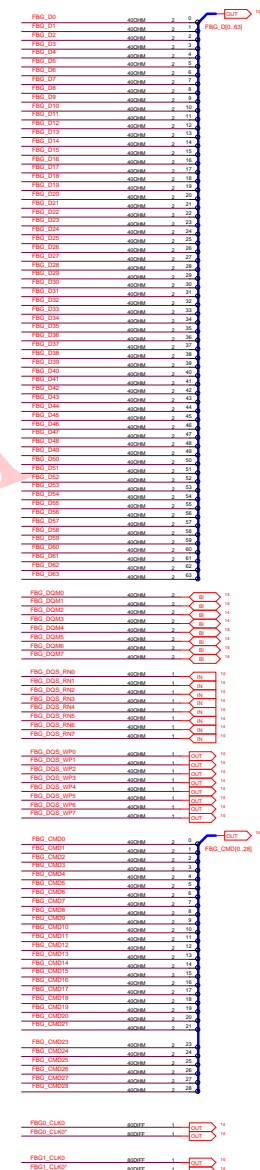 OUT 14
FBG_D[0..63]
FBG_D0 40OHM 2 0
FBG_D1 40OHM 2 1
FBG_D2 40OHM 2 2
FBG_D3 40OHM 2 3
FBG_D4 40OHM 2 4
FBG_D5 40OHM 2 5
FBG_D6 40OHM 2 6
FBG_D7 40OHM 2 7
FBG_D8 40OHM 2 8
FBG_D9 40OHM 2 9
FBG_D10 40OHM 2 10
FBG_D11 40OHM 2 11
FBG_D12 40OHM 2 12
FBG_D13 40OHM 2 13
FBG_D14 40OHM 2 14
FBG_D15 40OHM 2 15
FBG_D16 40OHM 2 16
FBG_D17 40OHM 2 17
FBG_D18 40OHM 2 18
FBG_D19 40OHM 2 19
FBG_D20 40OHM 2 20
FBG_D21 40OHM 2 21
FBG_D22 40OHM 2 22
FBG_D23 40OHM 2 23
FBG_D24 40OHM 2 24
FBG_D25 40OHM 2 25
FBG_D26 40OHM 2 26
FBG_D27 40OHM 2 27
FBG_D28 40OHM 2 28
FBG_D29 40OHM 2 29
FBG_D30 40OHM 2 30
FBG_D31 40OHM 2 31
FBG_D32 40OHM 2 32
FBG_D33 40OHM 2 33
FBG_D34 40OHM 2 34
FBG_D35 40OHM 2 35
FBG_D36 40OHM 2 36
FBG_D37 40OHM 2 37
FBG_D38 40OHM 2 38
FBG_D39 40OHM 2 39
FBG_D40 40OHM 2 40
FBG_D41 40OHM 2 41
FBG_D42 40OHM 2 42
FBG_D43 40OHM 2 43
FBG_D44 40OHM 2 44
FBG_D45 40OHM 2 45
FBG_D46 40OHM 2 46
FBG_D47 40OHM 2 47
FBG_D48 40OHM 2 48
FBG_D49 40OHM 2 49
FBG_D50 40OHM 2 50
FBG_D51 40OHM 2 51
FBG_D52 40OHM 2 52
FBG_D53 40OHM 2 53
FBG_D54 40OHM 2 54
FBG_D55 40OHM 2 55
FBG_D56 40OHM 2 56
FBG_D57 40OHM 2 57
FBG_D58 40OHM 2 58
FBG_D59 40OHM 2 59
FBG_D60 40OHM 2 60
FBG_D61 40OHM 2 61
FBG_D62 40OHM 2 62
FBG_D63 40OHM 2 63
FBG_DQM0 40OHM 2 BI 14
FBG_DQM1 40OHM 2 BI 14
FBG_DQM2 40OHM 2 BI 14
FBG_DQM3 40OHM 2 BI 14
FBG_DQM4 40OHM 2 BI 14
FBG_DQM5 40OHM 2 BI 14
FBG_DQM6 40OHM 2 BI 14
FBG_DQM7 40OHM 2 BI 14
FBG_DQS_RN0 40OHM 1 IN 14
FBG_DQS_RN1 40OHM 1 IN 14
FBG_DQS_RN2 40OHM 1 IN 14
FBG_DQS_RN3 40OHM 1 IN 14
FBG_DQS_RN4 40OHM 1 IN 14
FBG_DQS_RN5 40OHM 1 IN 14
FBG_DQS_RN6 40OHM 1 IN 14
FBG_DQS_RN7 40OHM 1 IN 14
FBG_DQS_WP0 40OHM 1 OUT 14
FBG_DQS_WP1 40OHM 1 OUT 14
FBG_DQS_WP2 40OHM 1 OUT 14
FBG_DQS_WP3 40OHM 1 OUT 14
FBG_DQS_WP4 40OHM 1 OUT 14
FBG_DQS_WP5 40OHM 1 OUT 14
FBG_DQS_WP6 40OHM 1 OUT 14
FBG_DQS_WP7 40OHM 1 OUT 14
OUT 14
FBG_CMD[0..28]
FBG_CMD0 40OHM 2 0
FBG_CMD1 40OHM 2 1
FBG_CMD2 40OHM 2 2
FBG_CMD3 40OHM 2 3
FBG_CMD4 40OHM 2 4
FBG_CMD5 40OHM 2 5
FBG_CMD6 40OHM 2 6
FBG_CMD7 40OHM 2 7
FBG_CMD8 40OHM 2 8
FBG_CMD9 40OHM 2 9
FBG_CMD10 40OHM 2 10
FBG_CMD11 40OHM 2 11
FBG_CMD12 40OHM 2 12
FBG_CMD13 40OHM 2 13
FBG_CMD14 40OHM 2 14
FBG_CMD15 40OHM 2 15
FBG_CMD16 40OHM 2 16
FBG_CMD17 40OHM 2 17
FBG_CMD18 40OHM 2 18
FBG_CMD19 40OHM 2 19
FBG_CMD20 40OHM 2 20
FBG_CMD21 40OHM 2 21
FBG_CMD23 40OHM 2 23
FBG_CMD24 40OHM 2 24
FBG_CMD25 40OHM 2 25
FBG_CMD26 40OHM 2 26
FBG_CMD27 40OHM 2 27
FBG_CMD28 40OHM 2 28
FBG0_CLK0 80DIFF 1 OUT 14
FBG0_CLK0* 80DIFF 1 OUT 14
FBG1_CLK0 80DIFF 1 OUT 14
FBG1_CLK0* 80DIFF 1 OUT 14